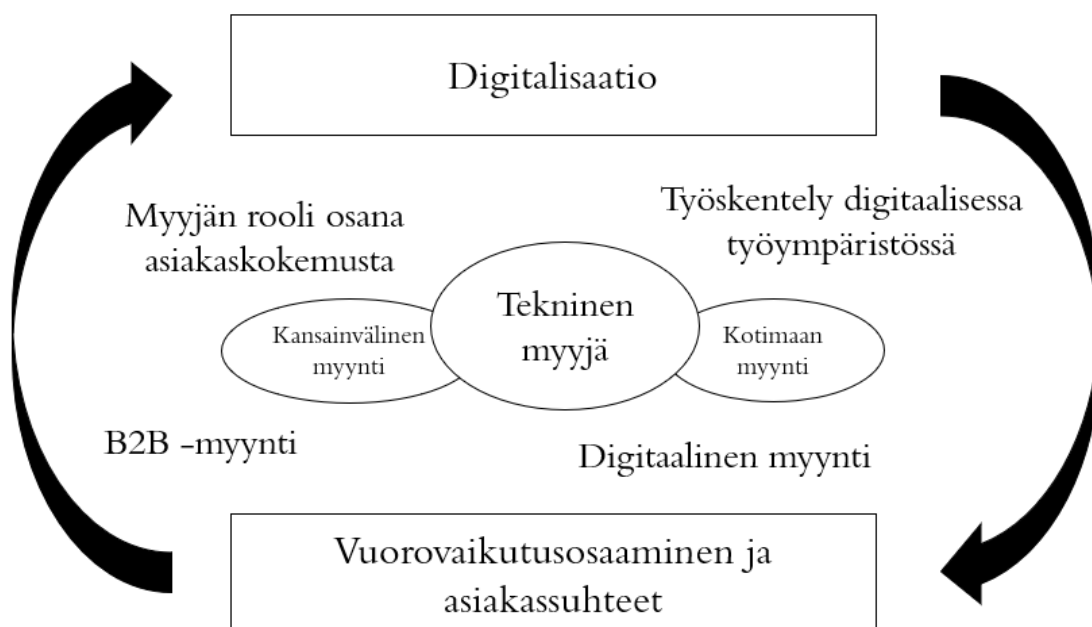 Digitalisaatio
Myyjän rooli osana
asiakaskokemusta
Työskentely digitaalisessa
työympäristössä
Tekninen
myyjä
Kansainvälinen
myynti
Kotimaan
myynti
B2B -myynti
Digitaalinen myynti
Vuorovaikutusosaaminen ja
asiakassuhteet